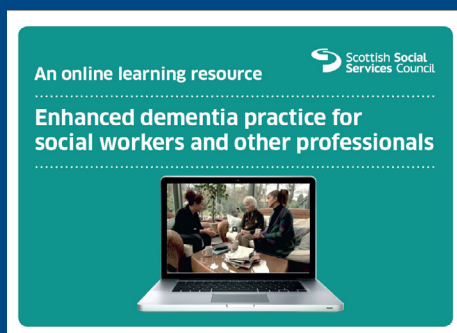 An online learning resource
Scottish Social
Services Council
Enhanced dementia practice for
social workers and other professionals